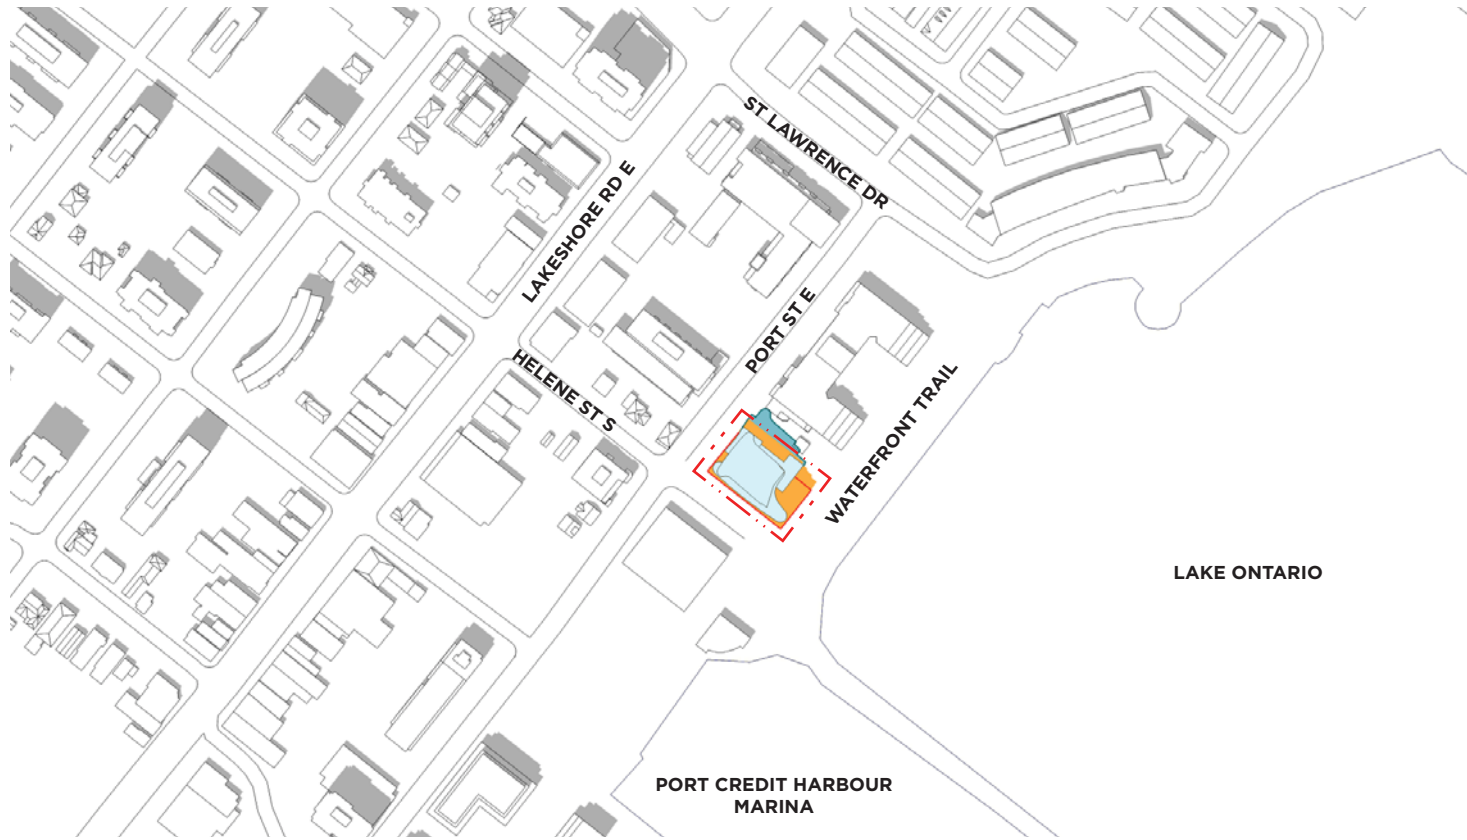 ST LAWRENCE DR
LAKESHORE RD E
PORT ST E
HELENE ST S
WATERFRONT TRAIL
LAKE ONTARIO
PORT CREDIT HARBOUR
MARINA